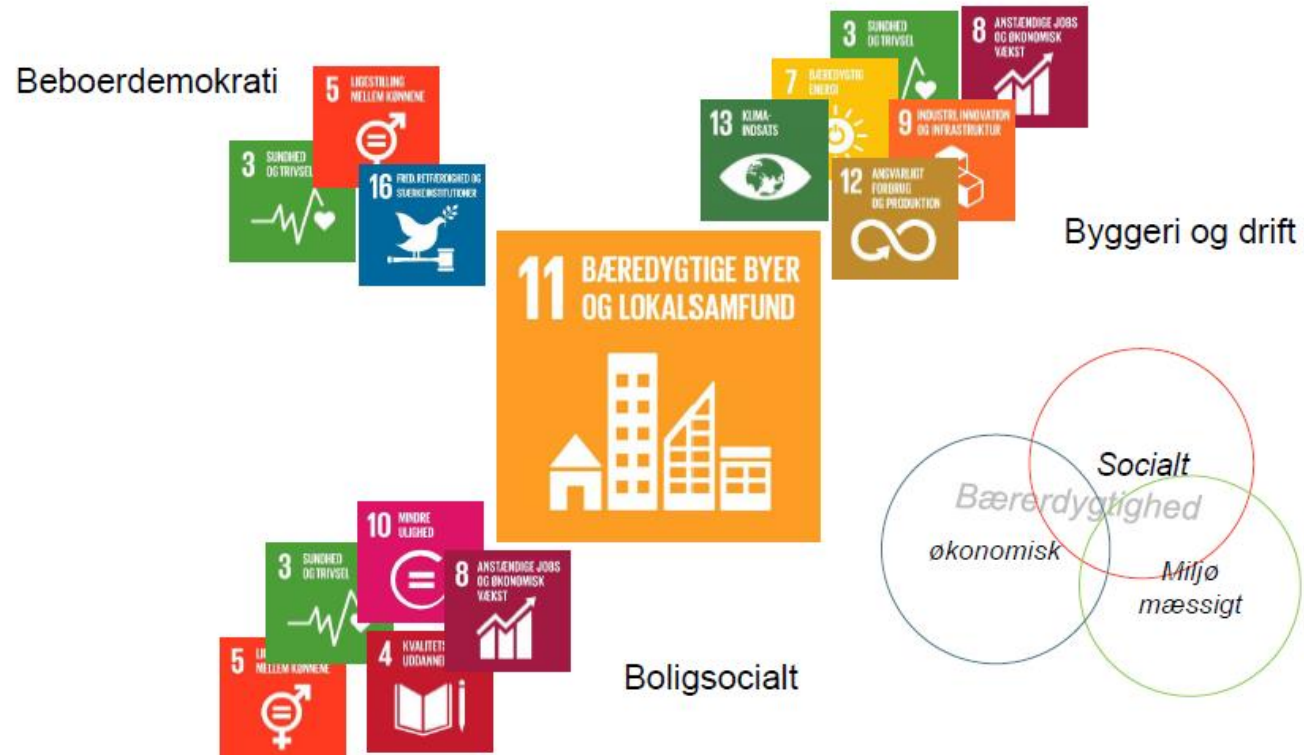 Beboerdemokrati
5 LIGESTILLING
MELLEM KØNNENE
3 SUNDHED
OG TRIVSEL
16 FRED, RETFÆRDIGHED OG
STÆRKE INSTITUTIONER
3 SUNDHED
OG TRIVSEL
8 ANSTÆNDIGE JOBS
OG ØKONOMISK
VÆKST
7 BÆREDYGTIG
ENERGI
13 KLIMA-
INDSATS
9 INDUSTRI, INNOVATION
OG INFRASTRUKTUR
12 ANSVARLIGT
FORBRUG
OG PRODUKTION
Byggeri og drift
11 BÆREDYGTIGE BYER
OG LOKALSAMFUND
10 MINDRE
ULIGHED
3 SUNDHED
OG TRIVSEL
8 ANSTÆNDIGE JOBS
OG ØKONOMISK
VÆKST
5
MELLEM KØNNENE
4
Boligsocialt
Socialt
Bærerdygtighed
økonomisk
Miljø
mæssigt